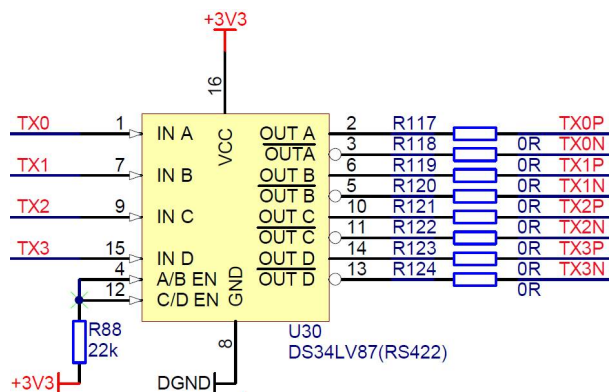 +3V3
16
VCC
TX0 1 IN A OUT A 2 R117 TX0P
OUTA 3 R118 0R TX0N
TX1 7 IN B OUT B 6 R119 0R TX1P
OUT B 5 R120 0R TX1N
TX2 9 IN C OUT C 10 R121 0R TX2P
OUT C 11 R122 0R TX2N
TX3 15 IN D OUT D 14 R123 0R TX3P
4 A/B EN OUT D 13 R124 0R TX3N
12 C/D EN 0R
GND
8
R88
22k
U30
DS34LV87(RS422)
+3V3
DGND